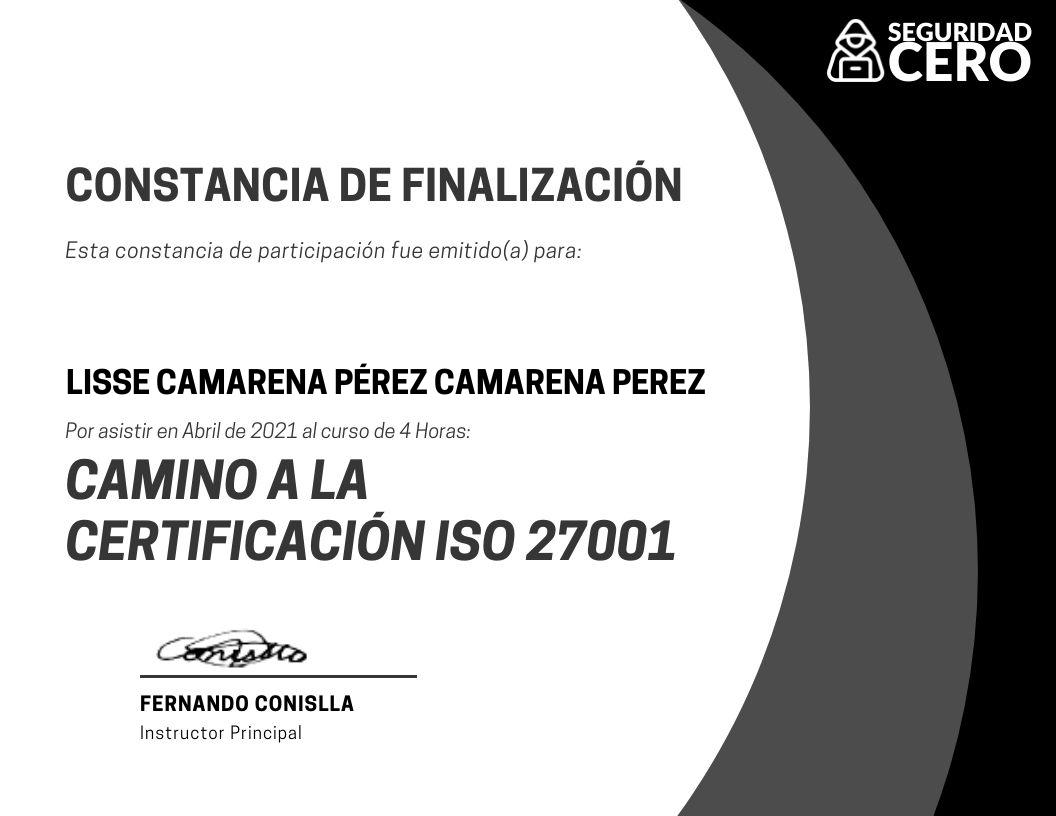 SEGURIDAD
CERO
CONSTANCIA DE FINALIZACIÓN
Esta constancia de participación fue emitido(a) para:
LISSE CAMARENA PÉREZ CAMARENA PEREZ
Por asistir en Abril de 2021 al curso de 4 Horas:
CAMINO A LA
CERTIFICACIÓN ISO 27001
Conislla
FERNANDO CONISLLA
Instructor Principal